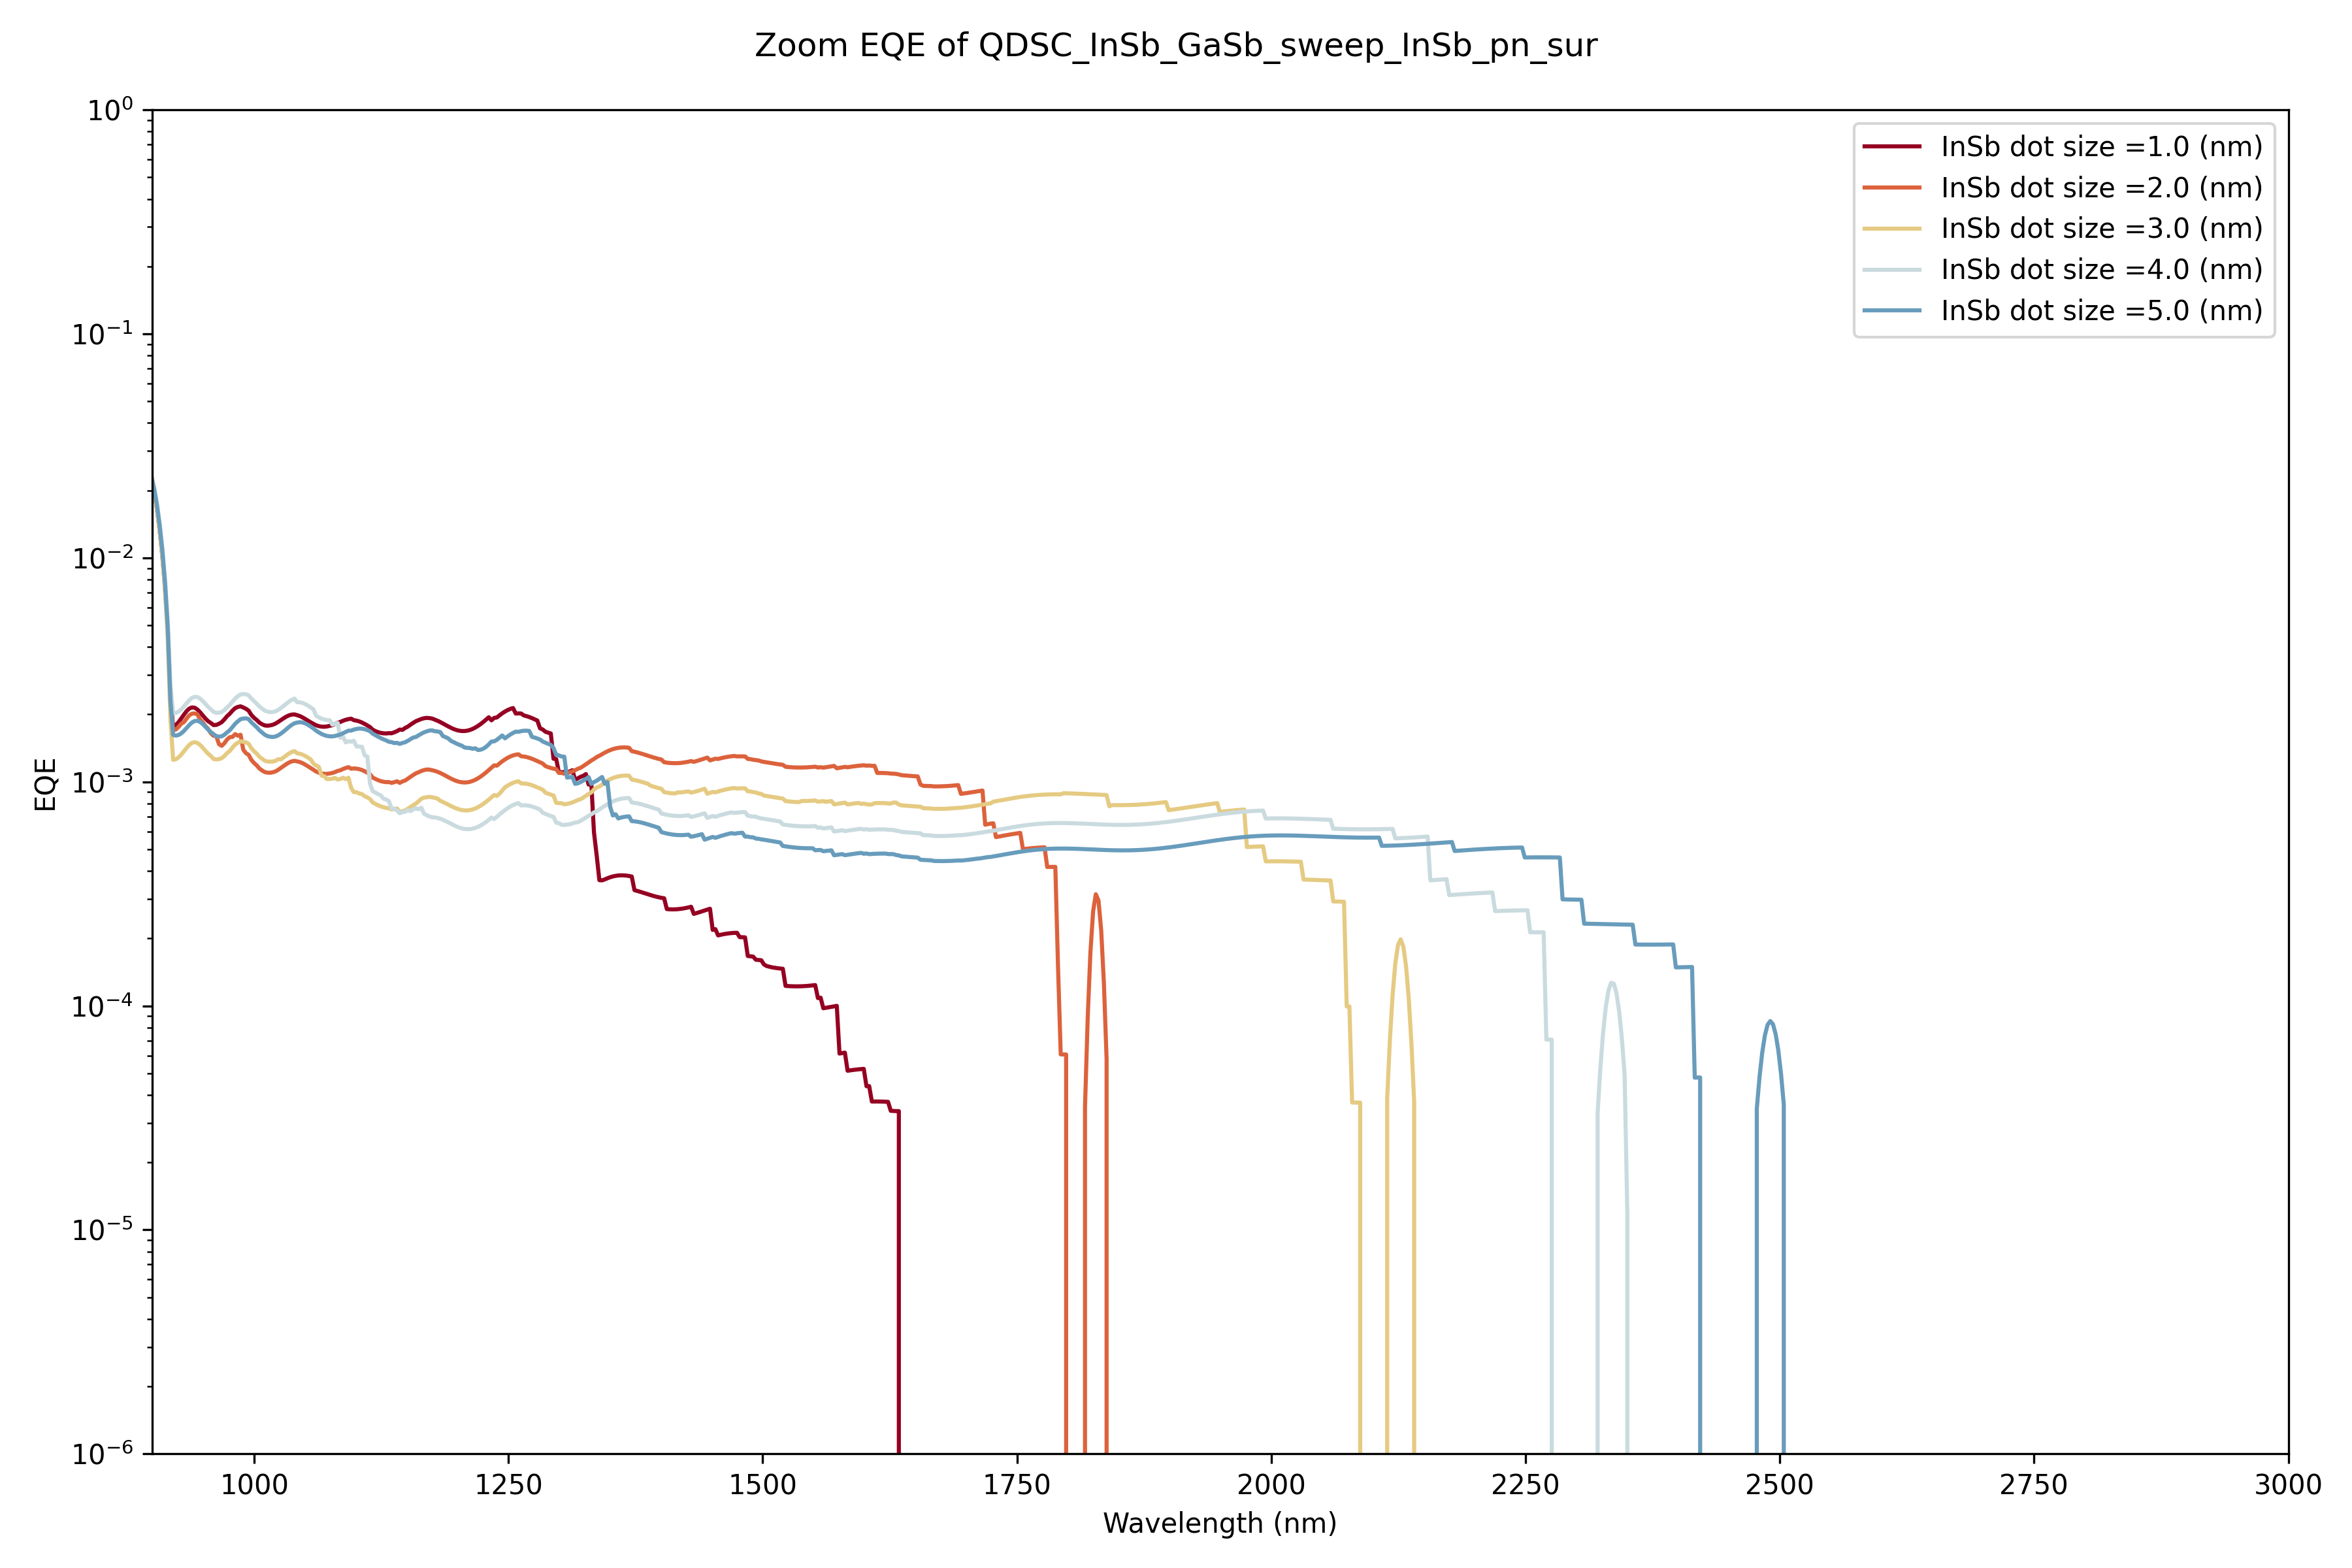 Zoom EQE of QDSC_InSb_GaSb_sweep_InSb_pn_sur
10⁰
10⁻¹
10⁻²
10⁻³
10⁻⁴
10⁻⁵
10⁻⁶
EQE
InSb dot size =1.0 (nm)
InSb dot size =2.0 (nm)
InSb dot size =3.0 (nm)
InSb dot size =4.0 (nm)
InSb dot size =5.0 (nm)
1000 1250 1500 1750 2000 2250 2500 2750 3000
Wavelength (nm)